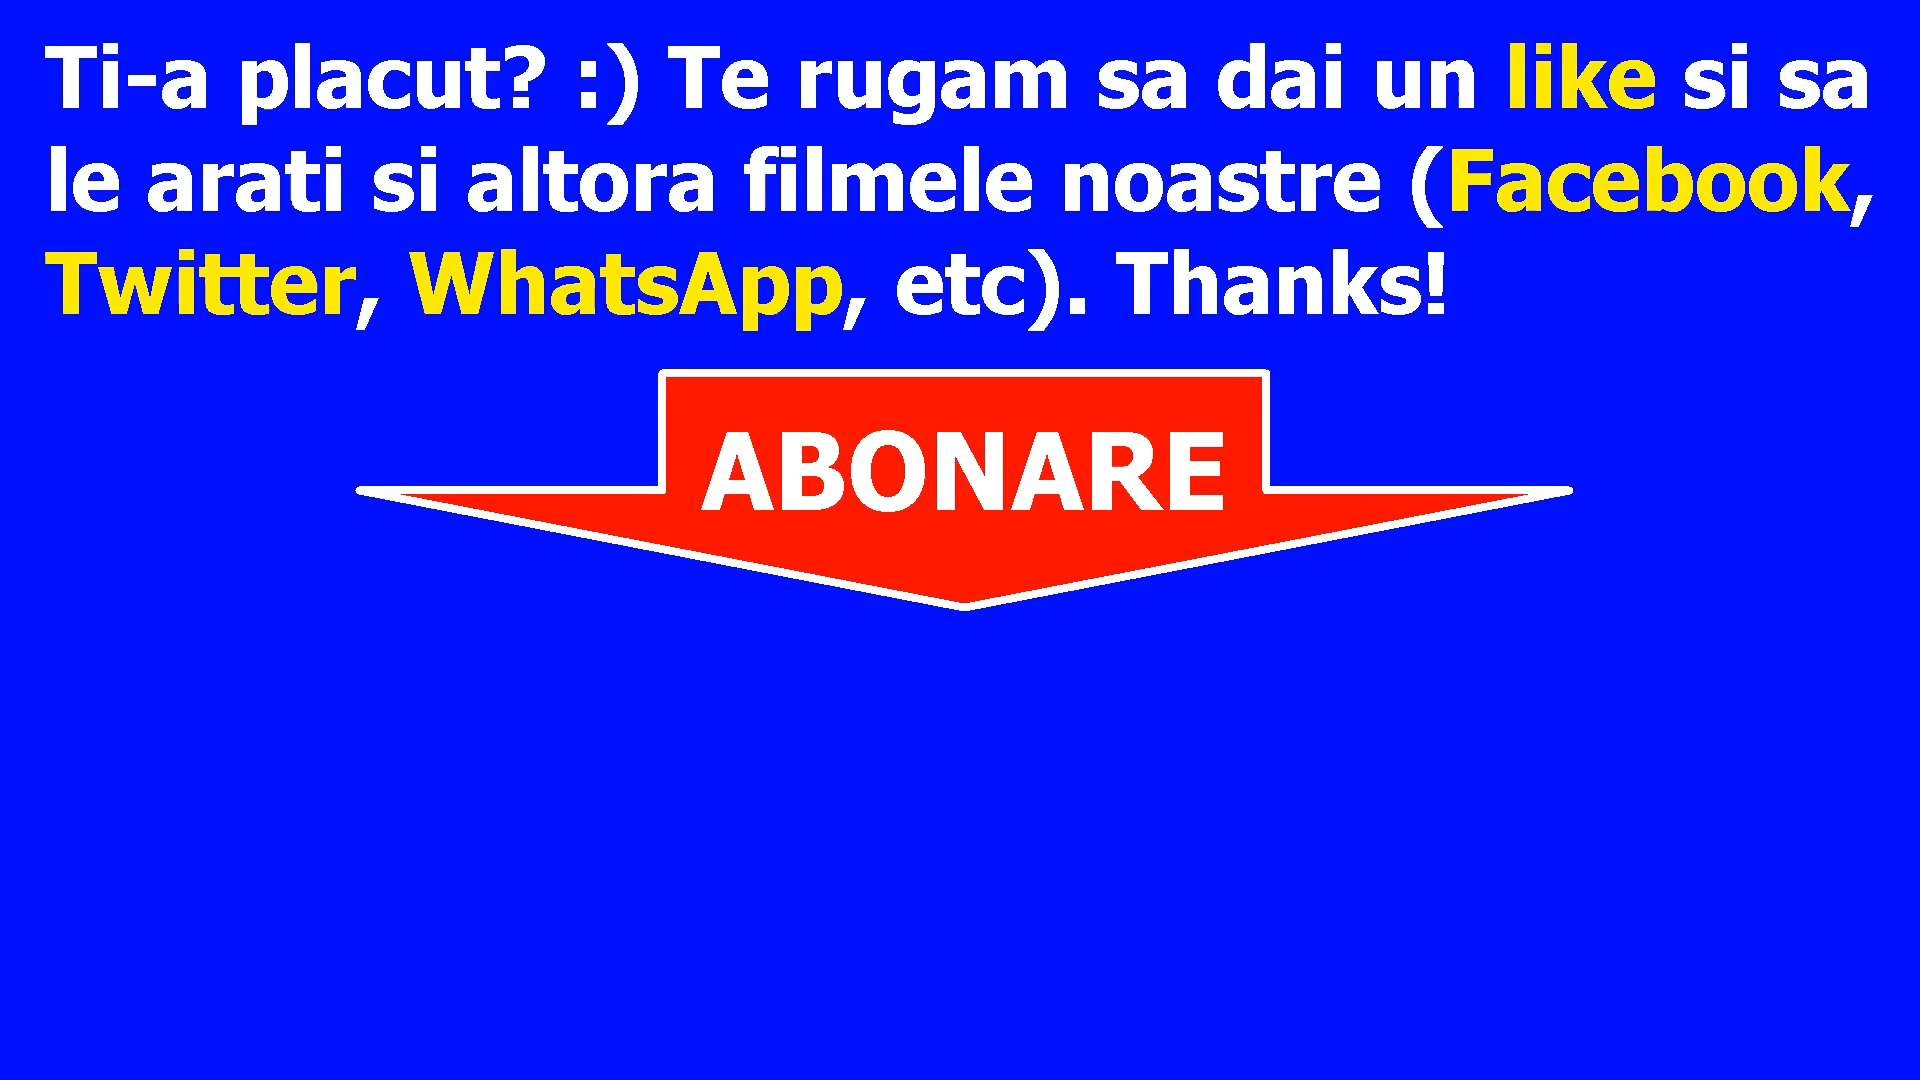 Ti-a placut? :) Te rugam sa dai un like si sa
le arati si altora filmele noastre (Facebook,
Twitter, WhatsApp, etc). Thanks!
ABONARE